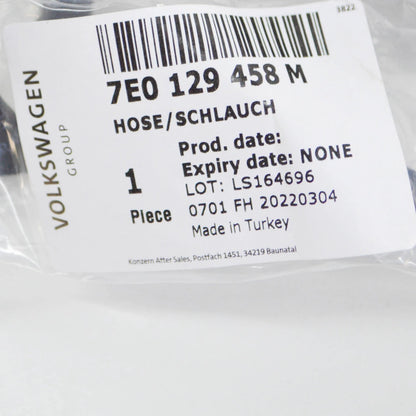 3822
7E0 129 458 M
HOSE/SCHLAUCH
Prod. date:
Expiry date: NONE
1
Piece
LOT: LS164696
0701 FH 20220304
Made in Turkey
Konzern After Sales, Postfach 1451, 34219 Baunatal
VOLKSWAGEN
GROUP